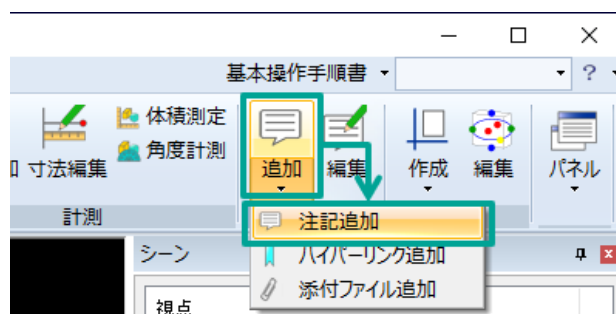 基本操作手順書
?
体積測定
角度計測
寸法編集
追加
編集
作成
編集
パネル
計測
注記追加
ハイパーリンク追加
添付ファイル追加
シーン
視点